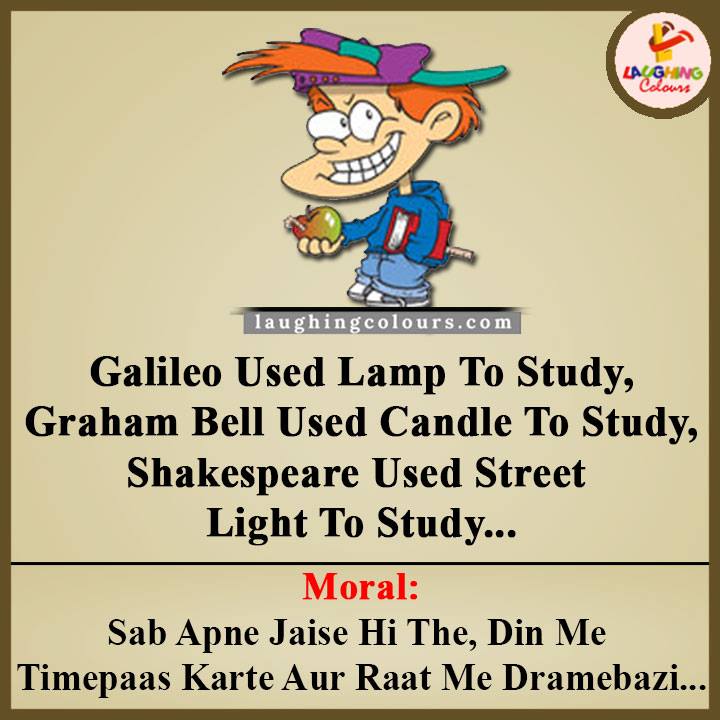 LAUGHING
Colours
laughingcolours.com
Galileo Used Lamp To Study,
Graham Bell Used Candle To Study,
Shakespeare Used Street
Light To Study...
Moral:
Sab Apne Jaise Hi The, Din Me
Timepaas Karte Aur Raat Me Dramebazi...